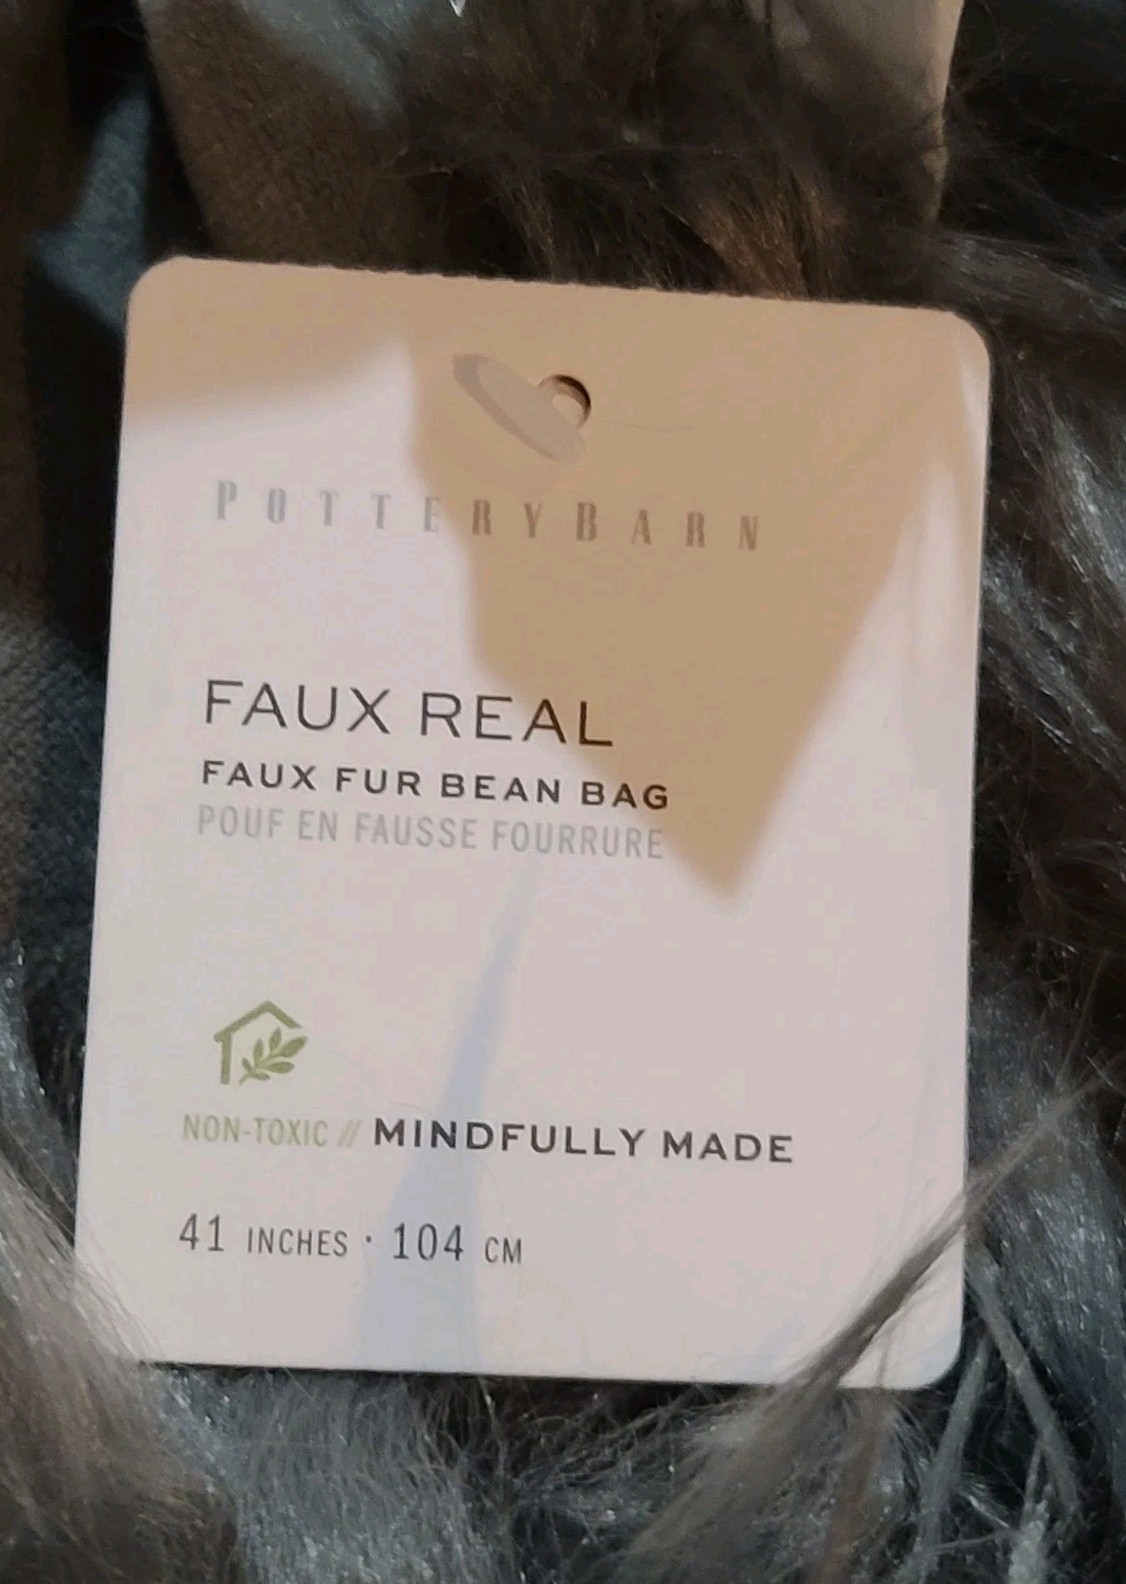 POTTERYBARN
FAUX REAL
FAUX FUR BEAN BAG
POUF EN FAUSSE FOURRURE
NON-TOXIC // MINDFULLY MADE
41 INCHES · 104 CM